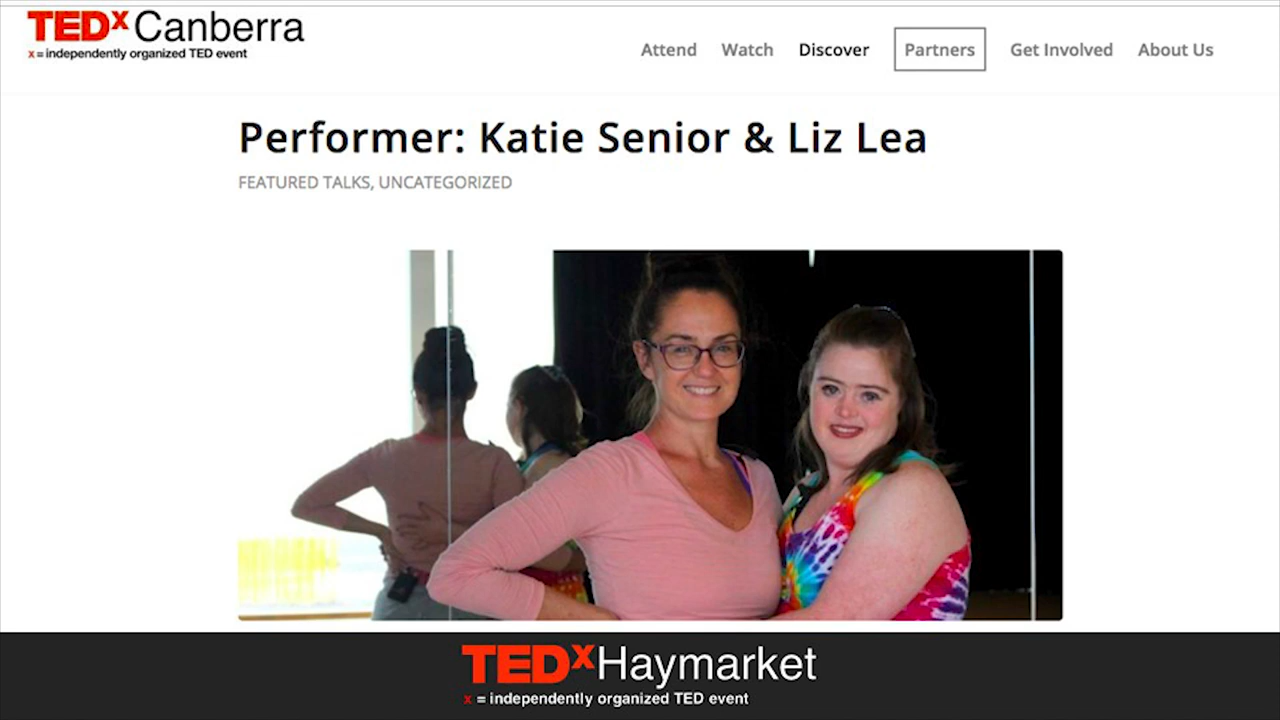 TEDxCanberra
x = independently organized TED event
Attend Watch Discover Partners Get Involved About Us
Performer: Katie Senior & Liz Lea
FEATURED TALKS, UNCATEGORIZED
TEDxHaymarket
x = independently organized TED event